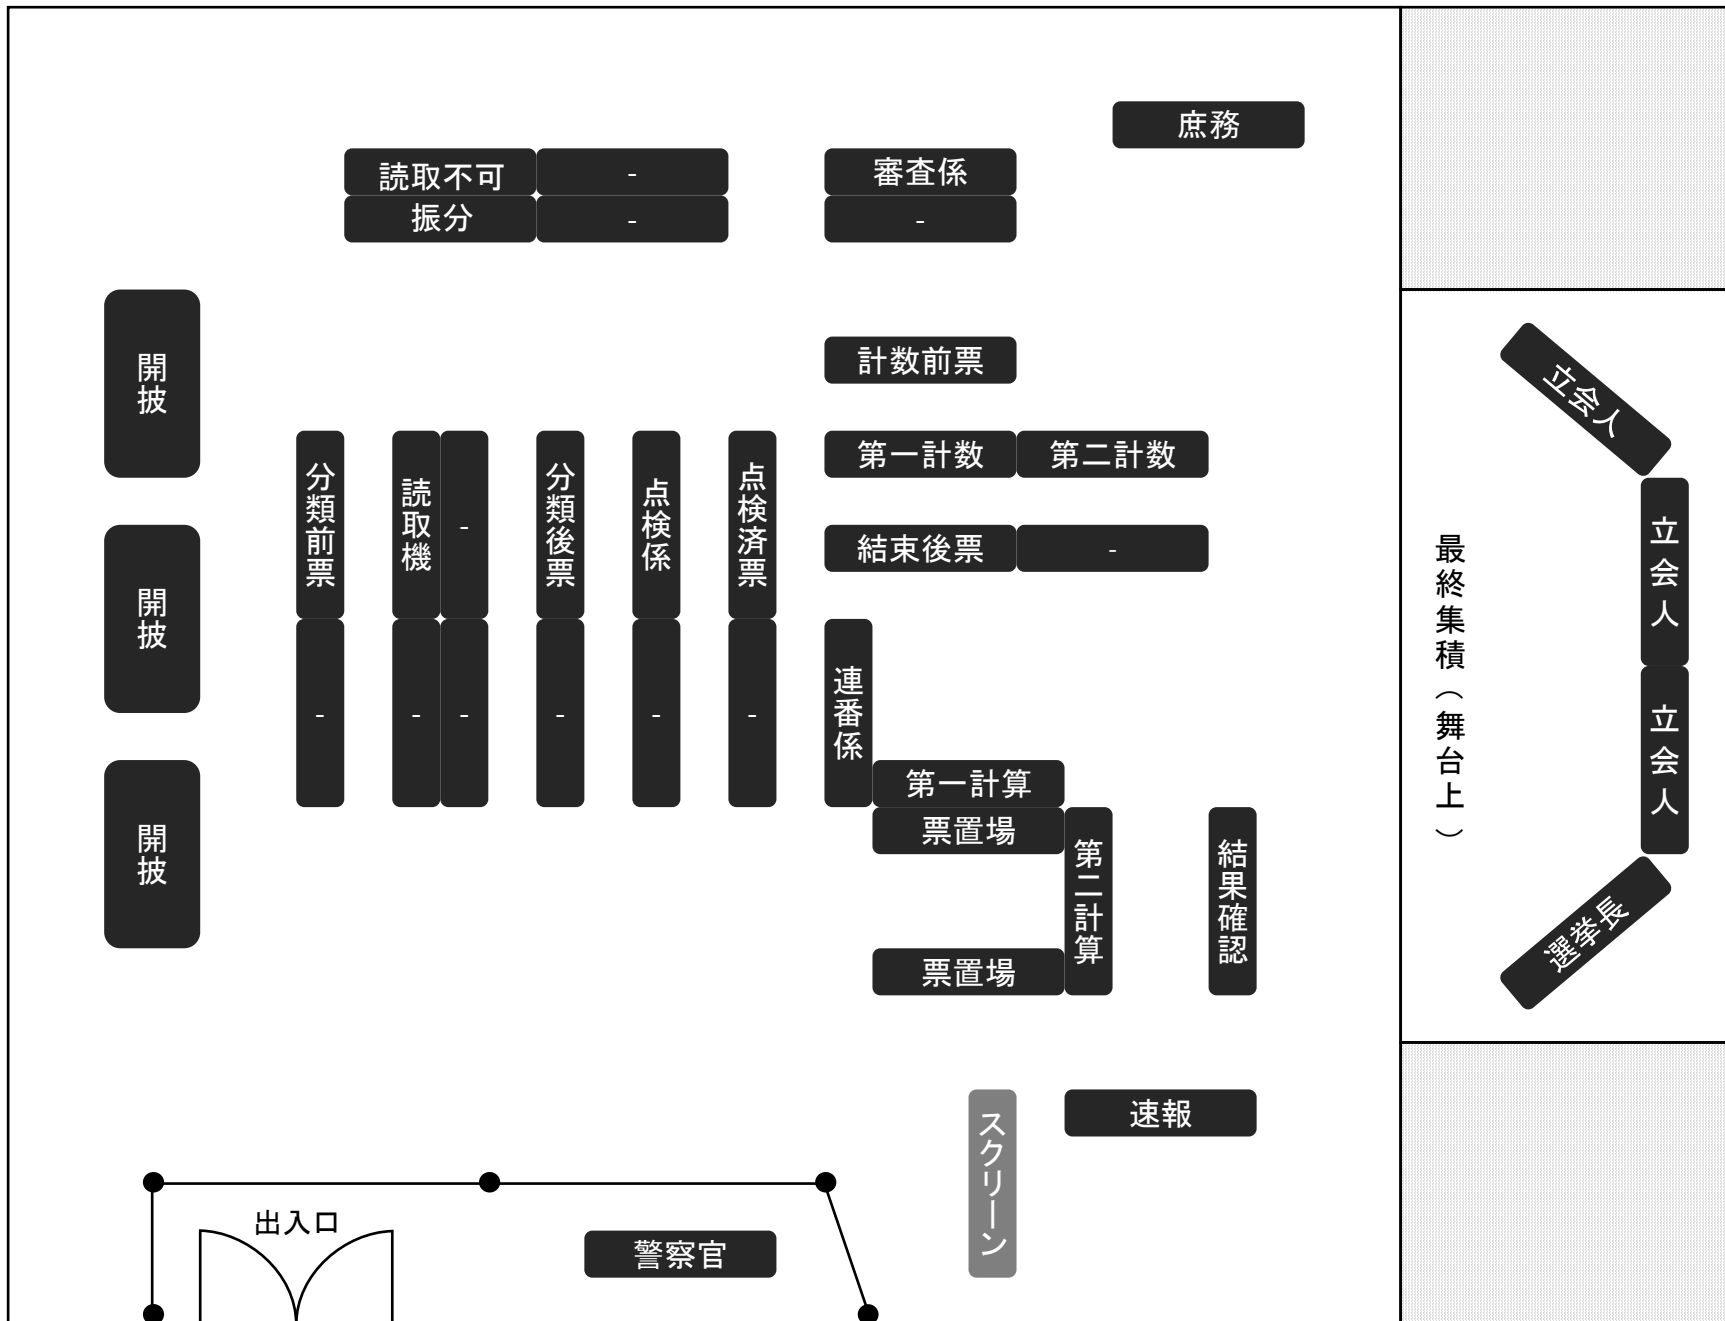 庶務
読取不可
-
審査係
振分
-
-
開披
計数前票
立会人
分類前票
読取機
-
分類後票
点検係
点検済票
第一計数
第二計数
結束後票
-
立会人
最終集積（舞台上）
開披
-
-
-
-
-
-
連番係
立会人
第一計算
票置場
開披
第二計算
結果確認
票置場
選挙長
スクリーン
速報
出入口
警察官